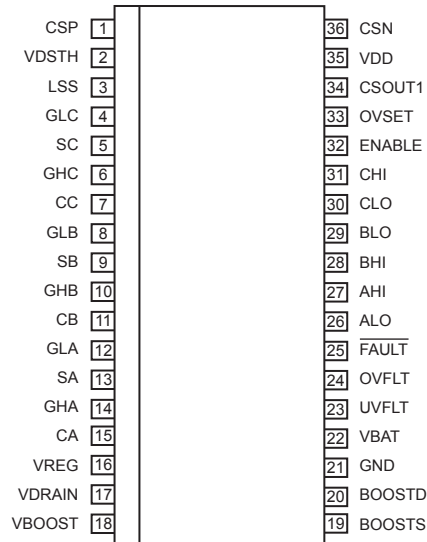 CSP 1 36 CSN
VDSTH 2 35 VDD
LSS 3 34 CSOUT1
GLC 4 33 OVSET
SC 5 32 ENABLE
GHC 6 31 CHI
CC 7 30 CLO
GLB 8 29 BLO
SB 9 28 BHI
GHB 10 27 AHI
CB 11 26 ALO
GLA 12 25 FAULT
SA 13 24 OVFLT
GHA 14 23 UVFLT
CA 15 22 VBAT
VREG 16 21 GND
VDRAIN 17 20 BOOSTD
VBOOST 18 19 BOOSTS